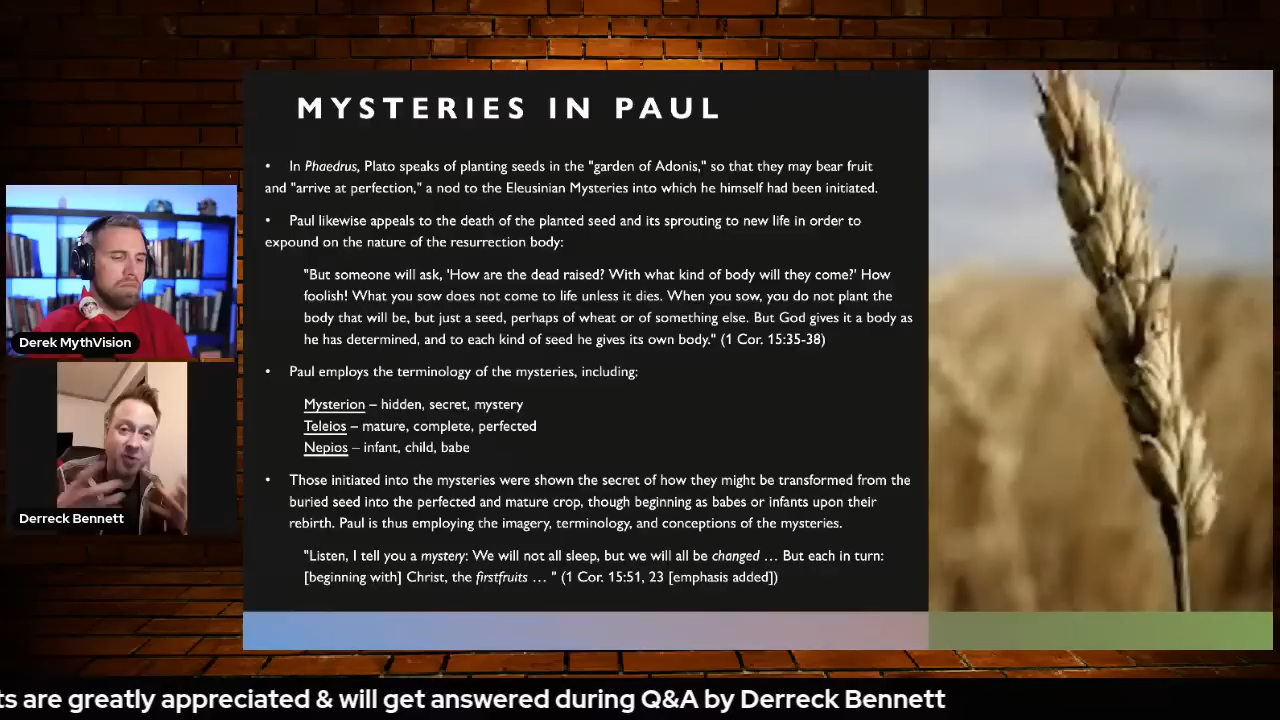 MYSTERIES IN PAUL
• In Phaedrus, Plato speaks of planting seeds in the "garden of Adonis," so that they may bear fruit
and "arrive at perfection," a nod to the Eleusinian Mysteries into which he himself had been initiated.
• Paul likewise appeals to the death of the planted seed and its sprouting to new life in order to
expound on the nature of the resurrection body:
"But someone will ask, 'How are the dead raised? With what kind of body will they come?' How
foolish! What you sow does not come to life unless it dies. When you sow, you do not plant the
body that will be, but just a seed, perhaps of wheat or of something else. But God gives it a body as
he has determined, and to each kind of seed he gives its own body." (1 Cor. 15:35-38)
• Paul employs the terminology of the mysteries, including:
Mysterion – hidden, secret, mystery
Teleios – mature, complete, perfected
Nepios – infant, child, babe
• Those initiated into the mysteries were shown the secret of how they might be transformed from the
buried seed into the perfected and mature crop, though beginning as babes or infants upon their
rebirth. Paul is thus employing the imagery, terminology, and conceptions of the mysteries.
"Listen, I tell you a mystery: We will not all sleep, but we will all be changed … But each in turn:
[beginning with] Christ, the firstfruits … " (1 Cor. 15:51, 23 [emphasis added])
Derek MythVision
Derreck Bennett
ts are greatly appreciated & will get answered during Q&A by Derreck Bennett